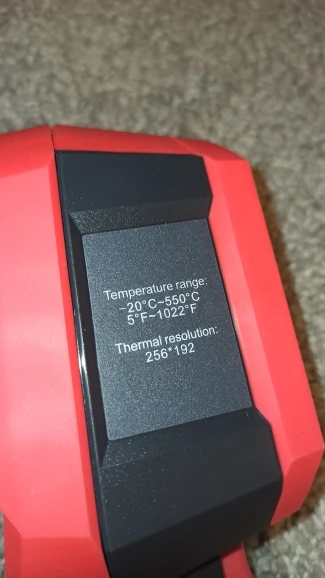 Temperature range:
-20°C~550°C
5°F~1022°F
Thermal resolution:
256*192